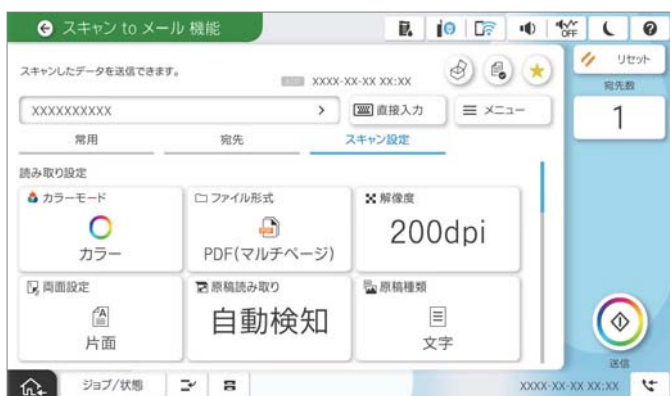 スキャン to メール 機能
OFF
リセット
スキャンしたデータを送信できます。
XXXX-XX-XX XX:XX
宛先数
1
XXXXXXXXXX
直接入力
メニュー
常用
宛先
スキャン設定
読み取り設定
カラーモード
カラー
ファイル形式
PDF(マルチページ)
解像度
200dpi
両面設定
片面
原稿読み取り
自動検知
原稿種類
文字
送信
ジョブ/状態
XXXX-XX-XX XX:XX